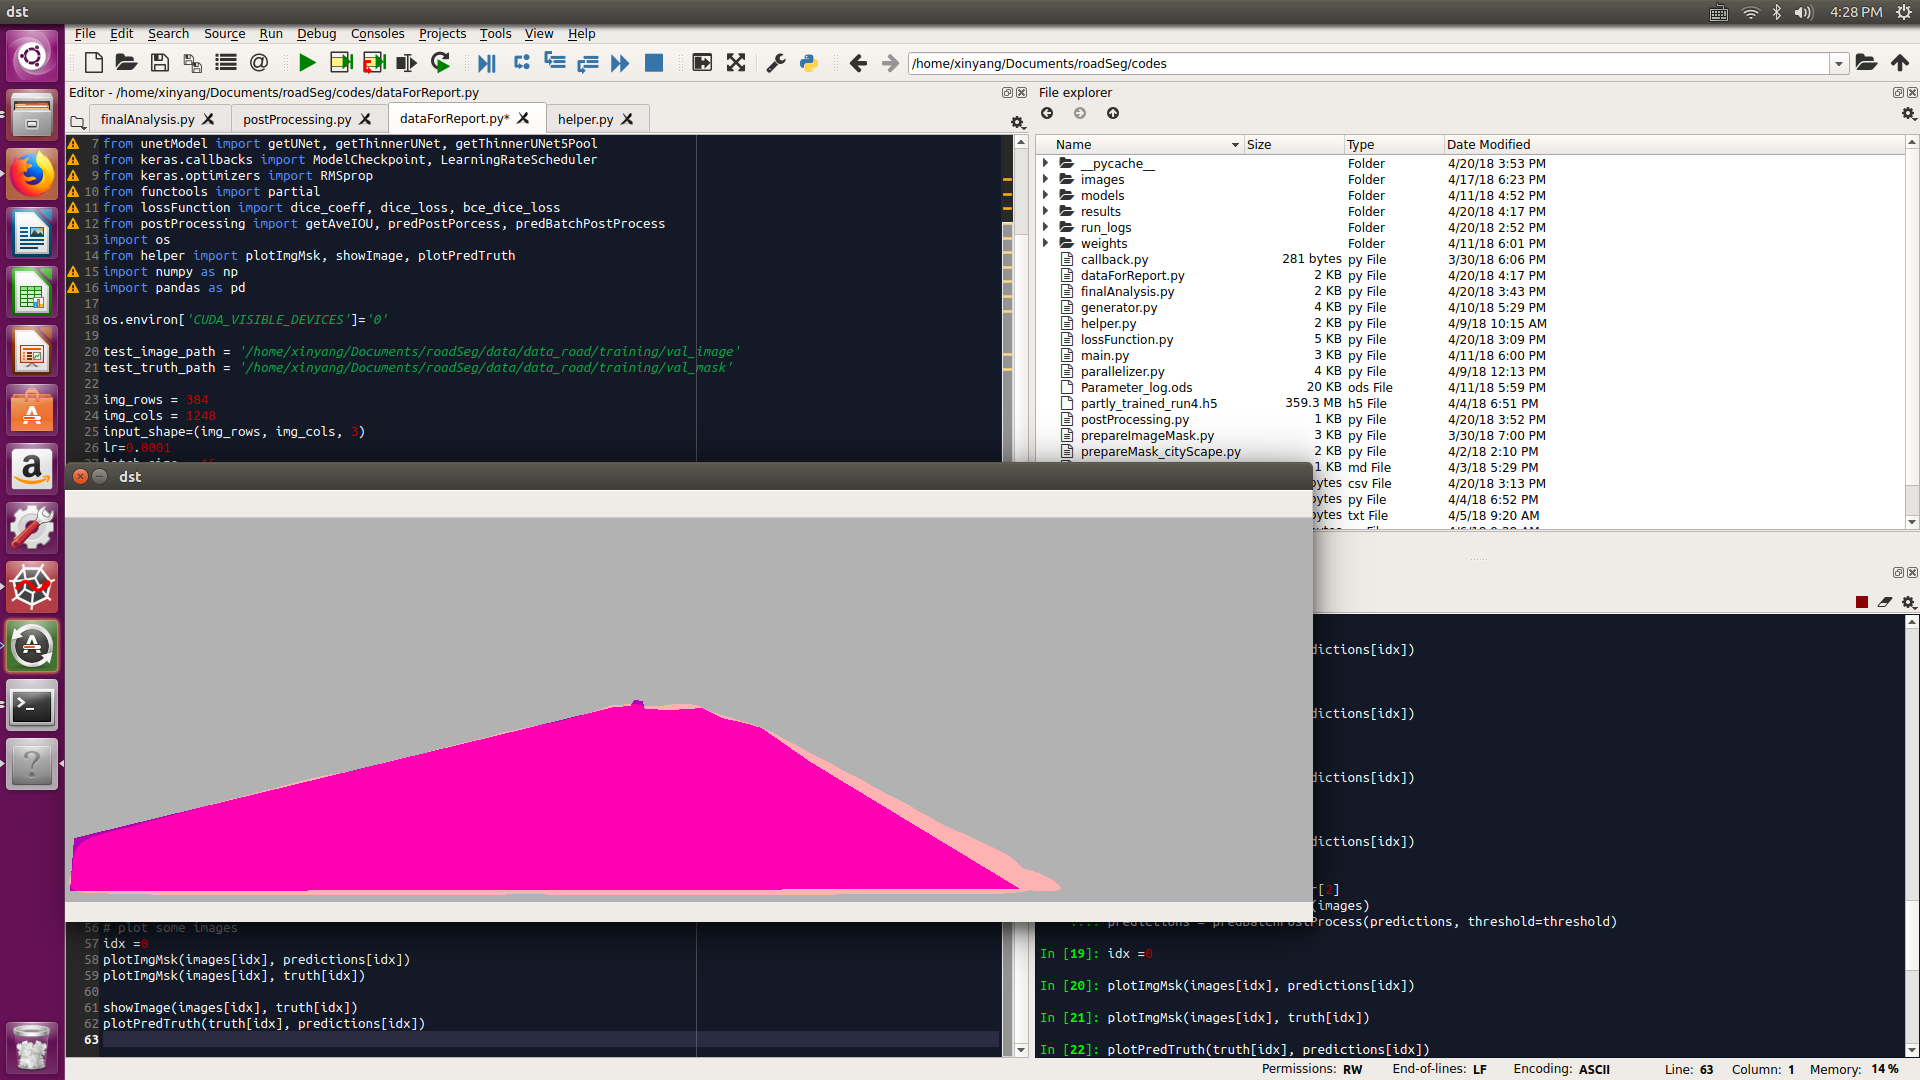 dst
4:28 PM
File Edit Search Source Run Debug Consoles Projects Tools View Help
/home/xinyang/Documents/roadSeg/codes
Editor - /home/xinyang/Documents/roadSeg/codes/dataForReport.py
finalAnalysis.py
postProcessing.py
dataForReport.py*
helper.py
7 from unetModel import getUNet, getThinnerUNet, getThinnerUNet5Pool
8 from keras.callbacks import ModelCheckpoint, LearningRateScheduler
9 from keras.optimizers import RMSprop
10 from functools import partial
11 from lossFunction import dice_coeff, dice_loss, bce_dice_loss
12 from postProcessing import getAveIOU, predPostPorcess, predBatchPostProcess
13 import os
14 from helper import plotImgMsk, showImage, plotPredTruth
15 import numpy as np
16 import pandas as pd
17
18 os.environ['CUDA_VISIBLE_DEVICES']='0'
19
20 test_image_path = '/home/xinyang/Documents/roadSeg/data/data_road/training/val_image'
21 test_truth_path = '/home/xinyang/Documents/roadSeg/data/data_road/training/val_mask'
22
23 img_rows = 384
24 img_cols = 1248
25 input_shape=(img_rows, img_cols, 3)
26 lr=0.0001
dst
56 # plot some images
57 idx =0
58 plotImgMsk(images[idx], predictions[idx])
59 plotImgMsk(images[idx], truth[idx])
60
61 showImage(images[idx], truth[idx])
62 plotPredTruth(truth[idx], predictions[idx])
63
File explorer
Name Size Type Date Modified
__pycache__ Folder 4/20/18 3:53 PM
images Folder 4/17/18 6:23 PM
models Folder 4/11/18 4:52 PM
results Folder 4/20/18 4:17 PM
run_logs Folder 4/20/18 2:52 PM
weights Folder 4/11/18 6:01 PM
callback.py 281 bytes py File 3/30/18 6:06 PM
dataForReport.py 2 KB py File 4/20/18 4:17 PM
finalAnalysis.py 2 KB py File 4/20/18 3:43 PM
generator.py 4 KB py File 4/10/18 5:29 PM
helper.py 2 KB py File 4/9/18 10:15 AM
lossFunction.py 5 KB py File 4/20/18 3:09 PM
main.py 3 KB py File 4/11/18 6:00 PM
parallelizer.py 4 KB py File 4/9/18 12:13 PM
Parameter_log.ods 20 KB ods File 4/11/18 5:59 PM
partly_trained_run4.h5 359.3 MB h5 File 4/4/18 6:51 PM
postProcessing.py 1 KB py File 4/20/18 3:52 PM
prepareImageMask.py 3 KB py File 3/30/18 7:00 PM
prepareMask_cityScape.py 2 KB py File 4/2/18 2:10 PM
1 KB md File 4/3/18 5:29 PM
bytes csv File 4/20/18 3:13 PM
bytes py File 4/4/18 6:52 PM
bytes txt File 4/5/18 9:20 AM
dictions[idx])
dictions[idx])
dictions[idx])
dictions[idx])
r[2]
(images)
predictions = predBatchPostProcess(predictions, threshold=threshold)
In [19]: idx =0
In [20]: plotImgMsk(images[idx], predictions[idx])
In [21]: plotImgMsk(images[idx], truth[idx])
In [22]: plotPredTruth(truth[idx], predictions[idx])
Permissions: RW End-of-lines: LF Encoding: ASCII Line: 63 Column: 1 Memory: 14 %